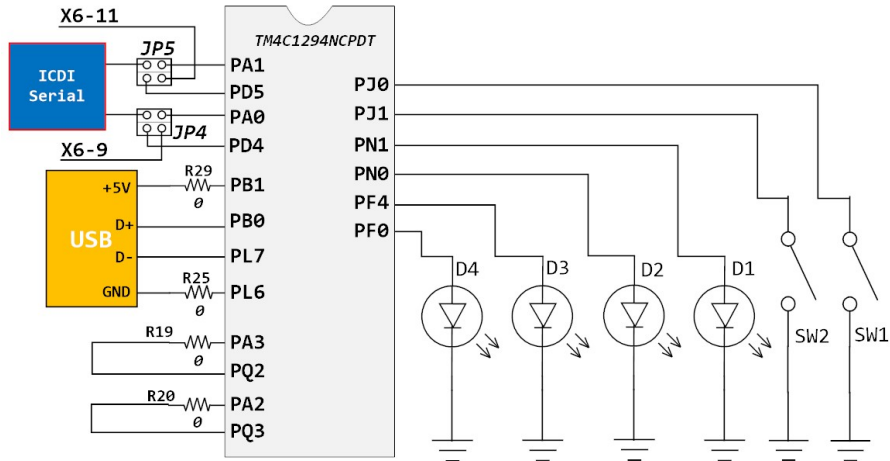 X6-11
JP5
TM4C1294NCPDT
ICDI
Serial
PA1
PD5
PA0
JP4
PD4
X6-9
R29
PB1
0
+5V
USB
D+
PB0
D-
PL7
GND
R25
PL6
0
R19
PA3
0
PQ2
R20
PA2
0
PQ3
PJ0
PJ1
PN1
PN0
PF4
PF0
D4
D3
D2
D1
SW2
SW1